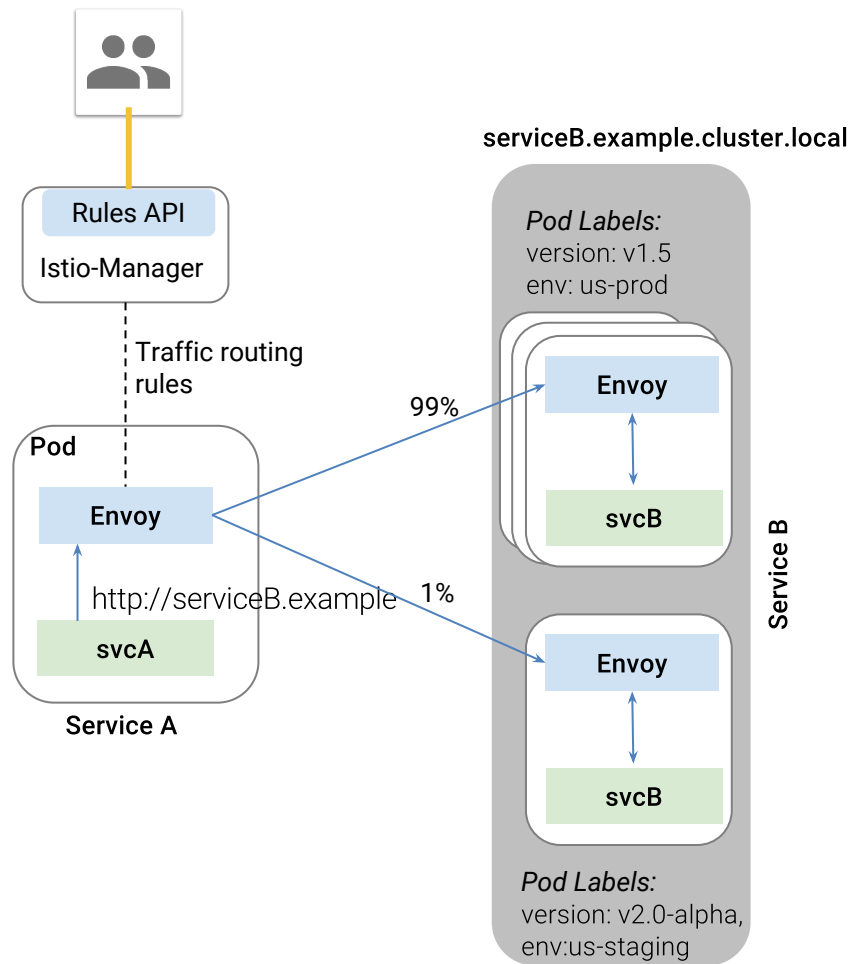 serviceB.example.cluster.local
Rules API
Istio-Manager
Traffic routing
rules
Pod
Envoy
http://serviceB.example
svcA
Service A
99%
1%
Pod Labels:
version: v1.5
env: us-prod
Envoy
svcB
Service B
Envoy
svcB
Pod Labels:
version: v2.0-alpha,
env:us-staging